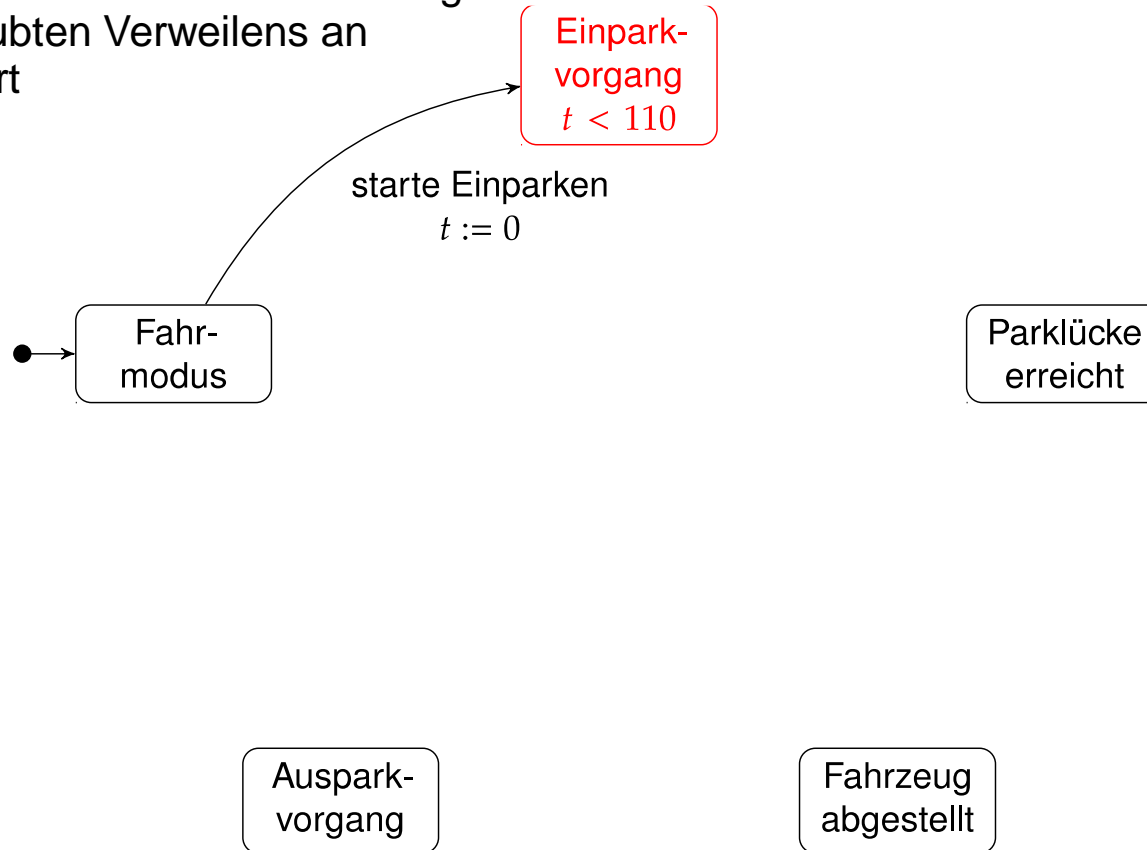 ubten Verweilens an
rt
Einpark-
vorgang
t < 110
starte Einparken
t := 0
Fahr-
modus
Parklücke
erreicht
Auspark-
vorgang
Fahrzeug
abgestellt